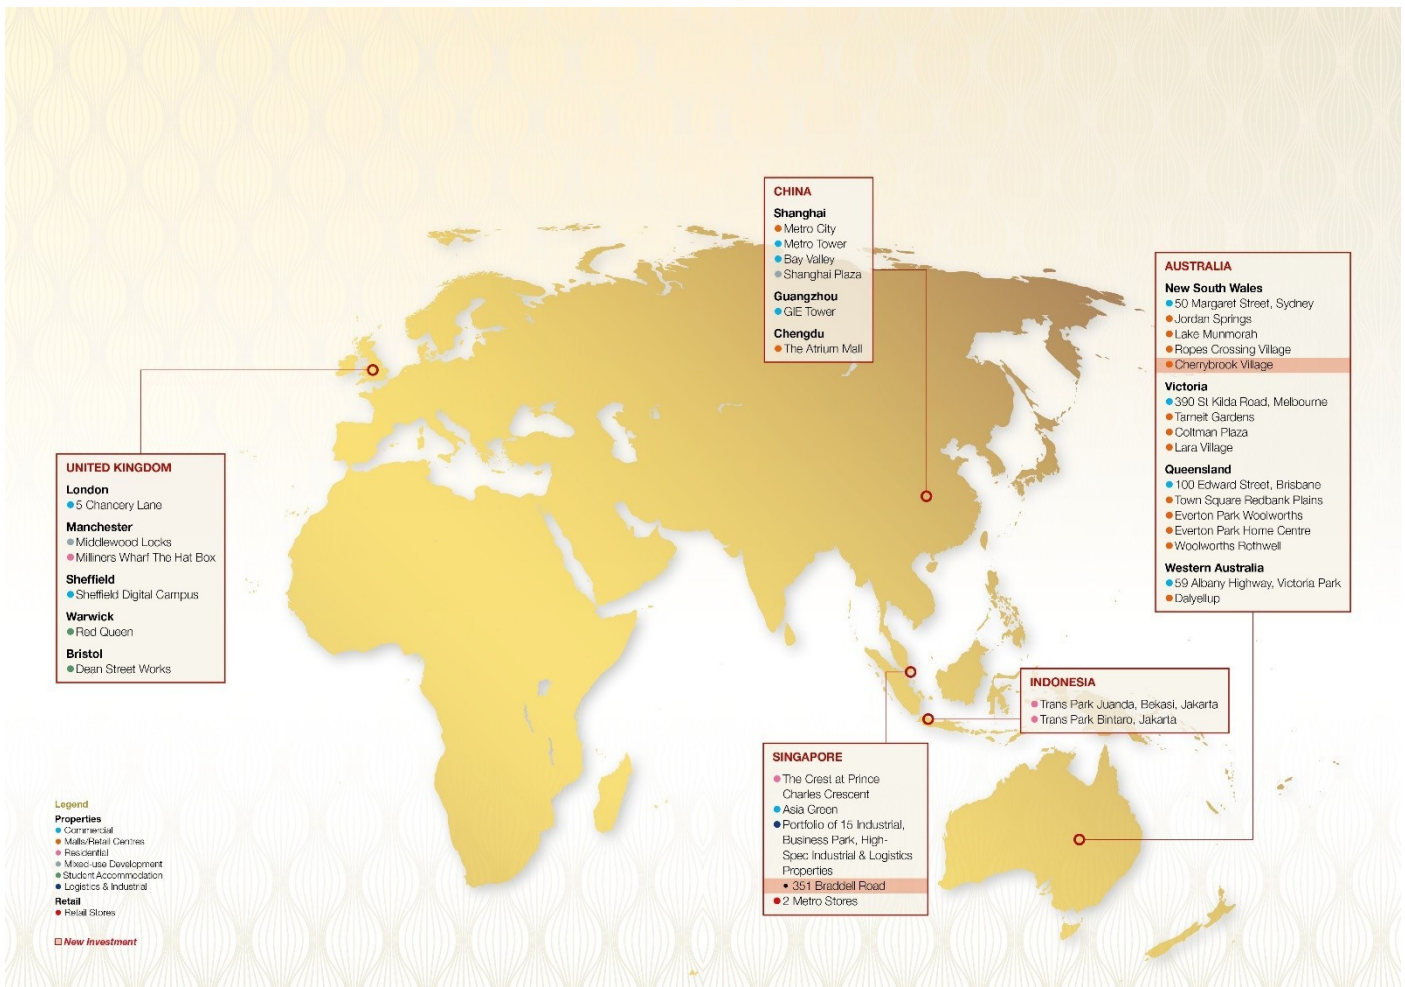 CHINA
Shanghai
Metro City
Metro Tower
Bay Valley
Shanghai Plaza
Guangzhou
GIE Tower
Chengdu
The Atrium Mall
AUSTRALIA
New South Wales
50 Margaret Street, Sydney
Jordan Springs
Lake Munmorah
Ropes Crossing Village
Cherrybrook Village
Victoria
390 St Kilda Road, Melbourne
Tarneit Gardens
Coltman Plaza
Lara Village
Queensland
100 Edward Street, Brisbane
Town Square Redbank Plains
Everton Park Woolworths
Everton Park Home Centre
Woolworths Rothwell
Western Australia
59 Albany Highway, Victoria Park
Dalyellup
UNITED KINGDOM
London
5 Chancery Lane
Manchester
Middlewood Locks
Milliners Wharf The Hat Box
Sheffield
Sheffield Digital Campus
Warwick
Red Queen
Bristol
Dean Street Works
INDONESIA
Trans Park Juanda, Bekasi, Jakarta
Trans Park Bintaro, Jakarta
SINGAPORE
The Crest at Prince
Charles Crescent
Asia Green
Portfolio of 15 Industrial,
Business Park, High-
Spec Industrial & Logistics
Properties
• 351 Braddell Road
2 Metro Stores
Legend
Properties
Commercial
Malls/Retail Centres
Residential
Mixed-use Development
Student Accommodation
Logistics & Industrial
Retail
Retail Stores
New Investment